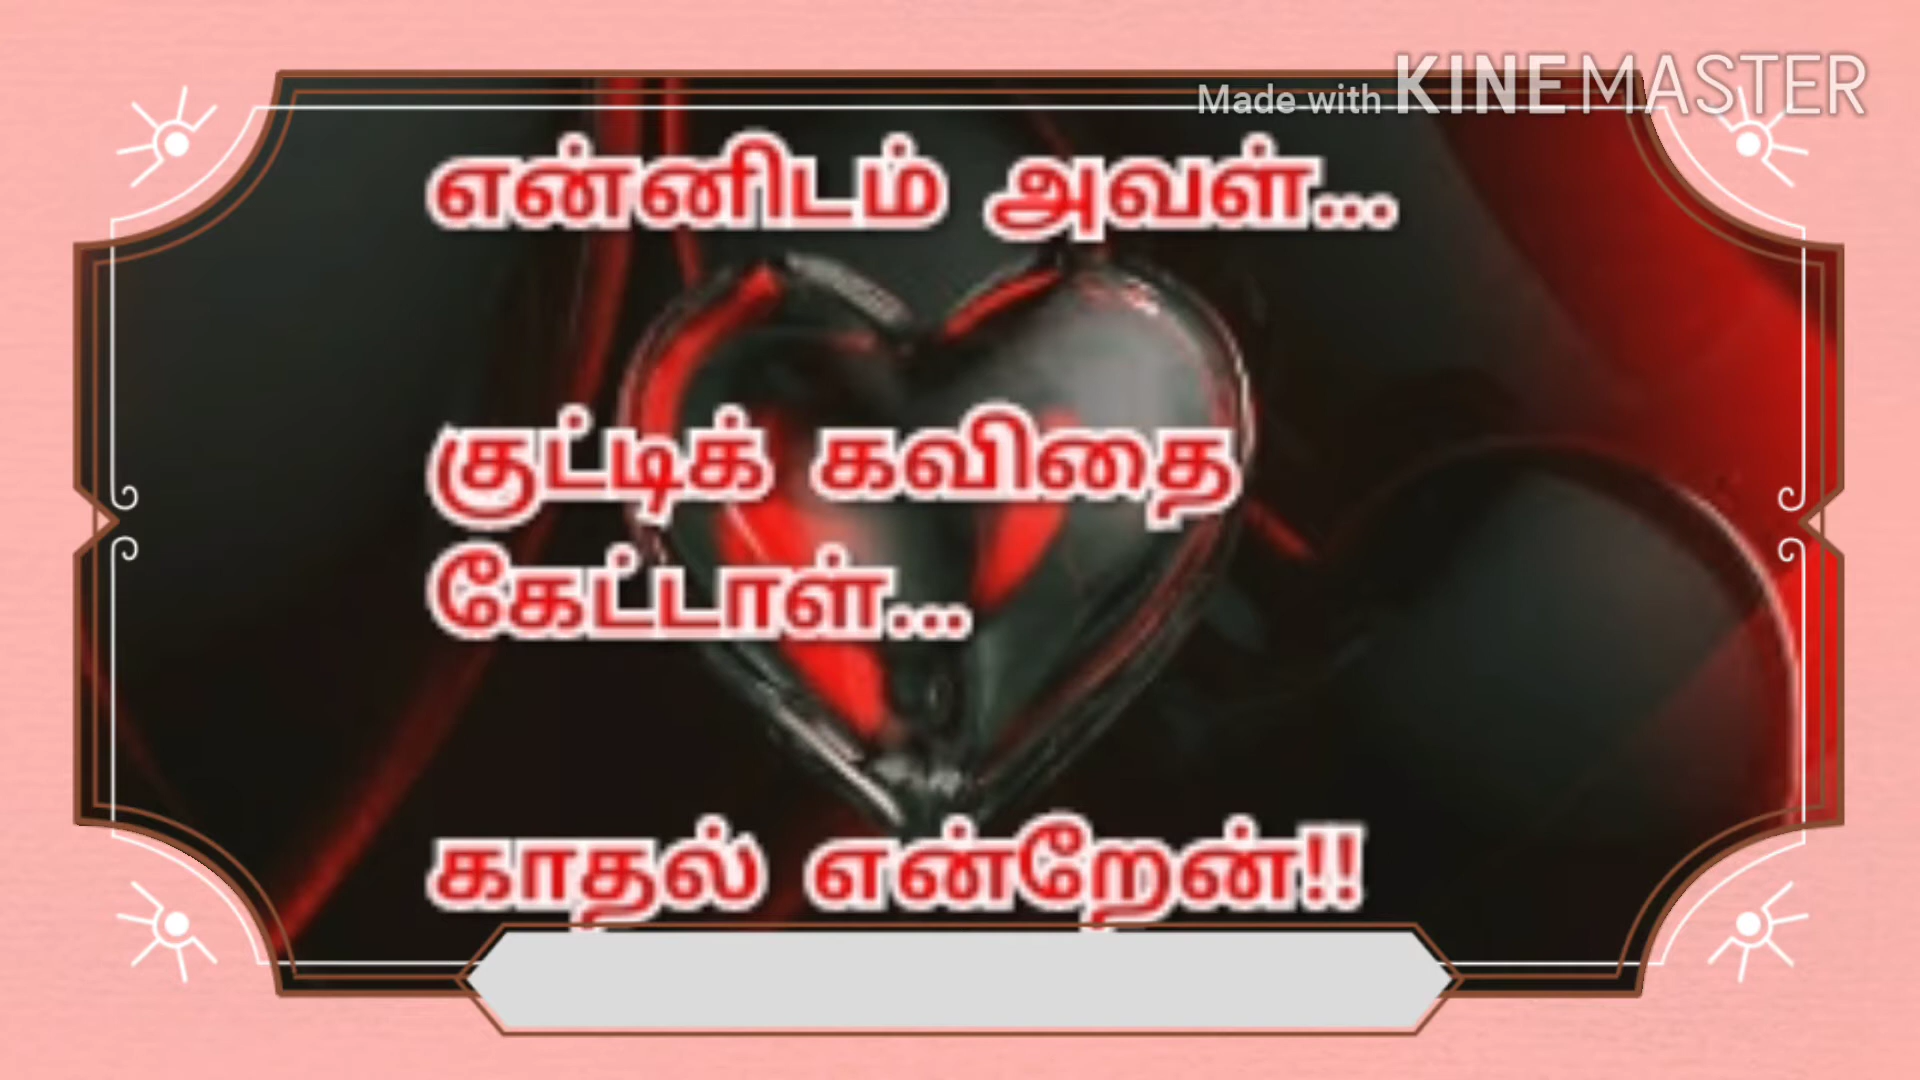 Made with KINEMASTER
என்னிடம் அவள்...
குட்டிக் கவிதை
கேட்டாள்...
காதல் என்றேன்!!